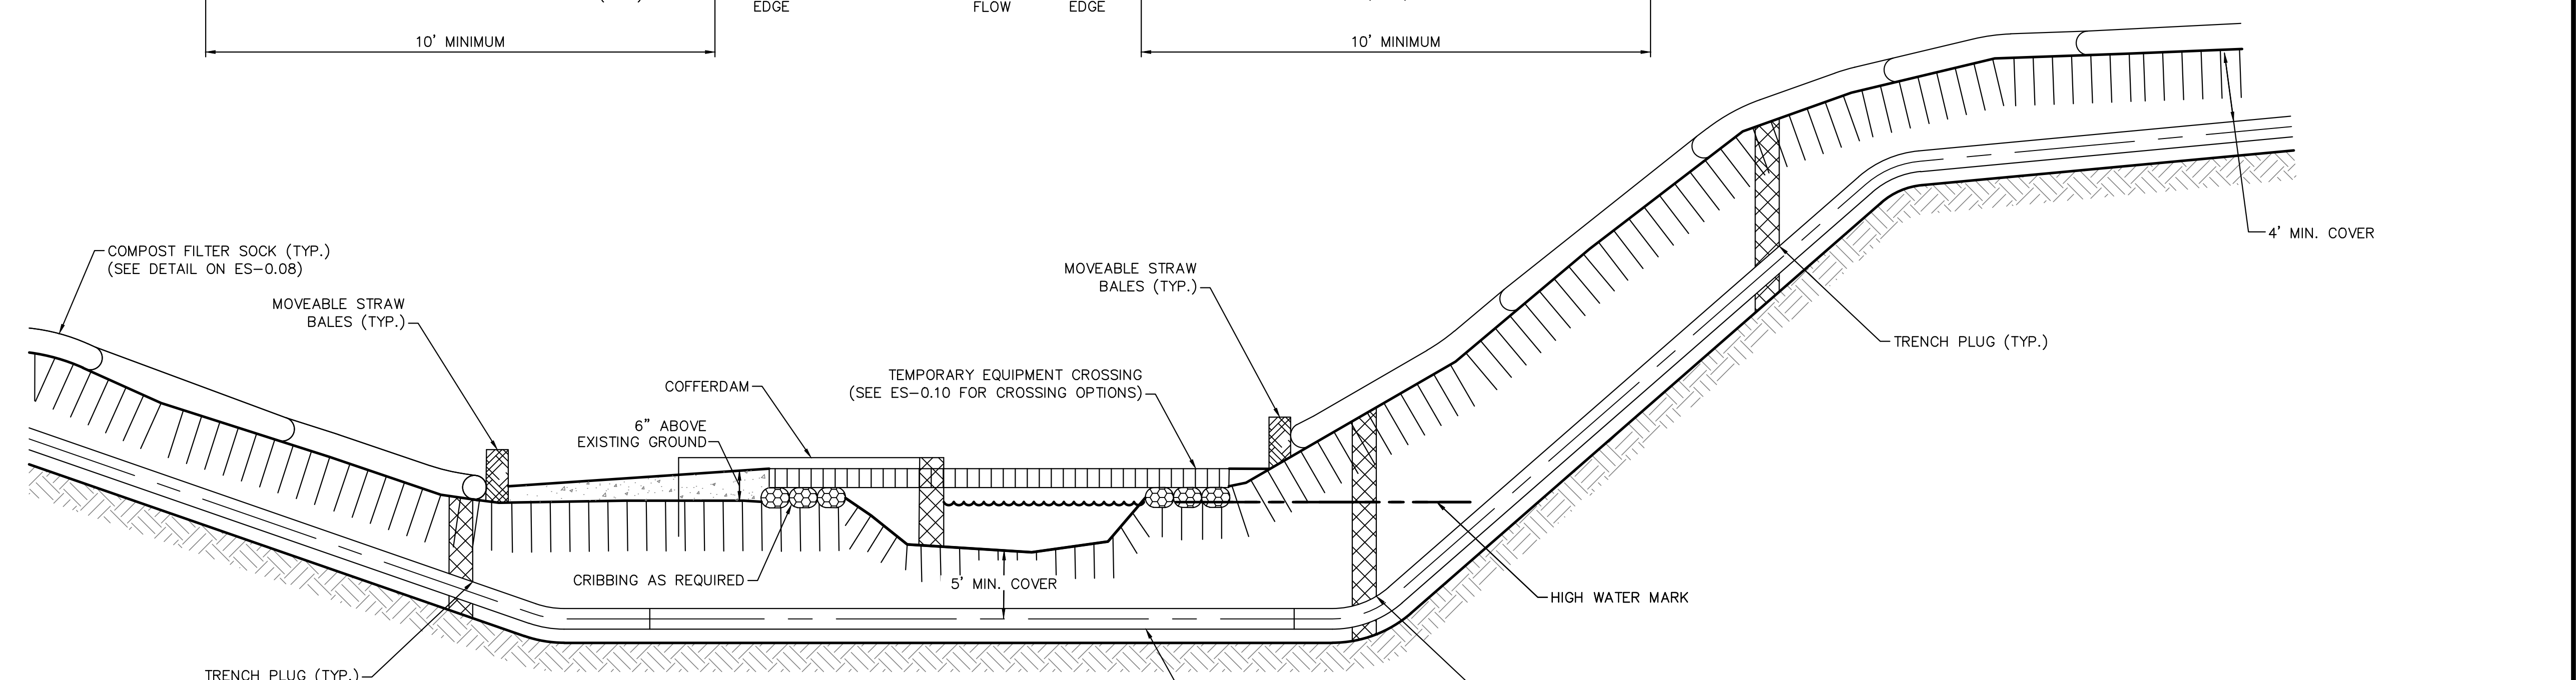 EDGE
FLOW
EDGE
10' MINIMUM
10' MINIMUM
4' MIN. COVER
COMPOST FILTER SOCK (TYP.)
(SEE DETAIL ON ES-0.08)
MOVEABLE STRAW
BALES (TYP.)
MOVEABLE STRAW
BALES (TYP.)
TRENCH PLUG (TYP.)
COFFERDAM
TEMPORARY EQUIPMENT CROSSING
(SEE ES-0.10 FOR CROSSING OPTIONS)
6" ABOVE
EXISTING GROUND
CRIBBING AS REQUIRED
5' MIN. COVER
HIGH WATER MARK
TRENCH PLUG (TYP.)